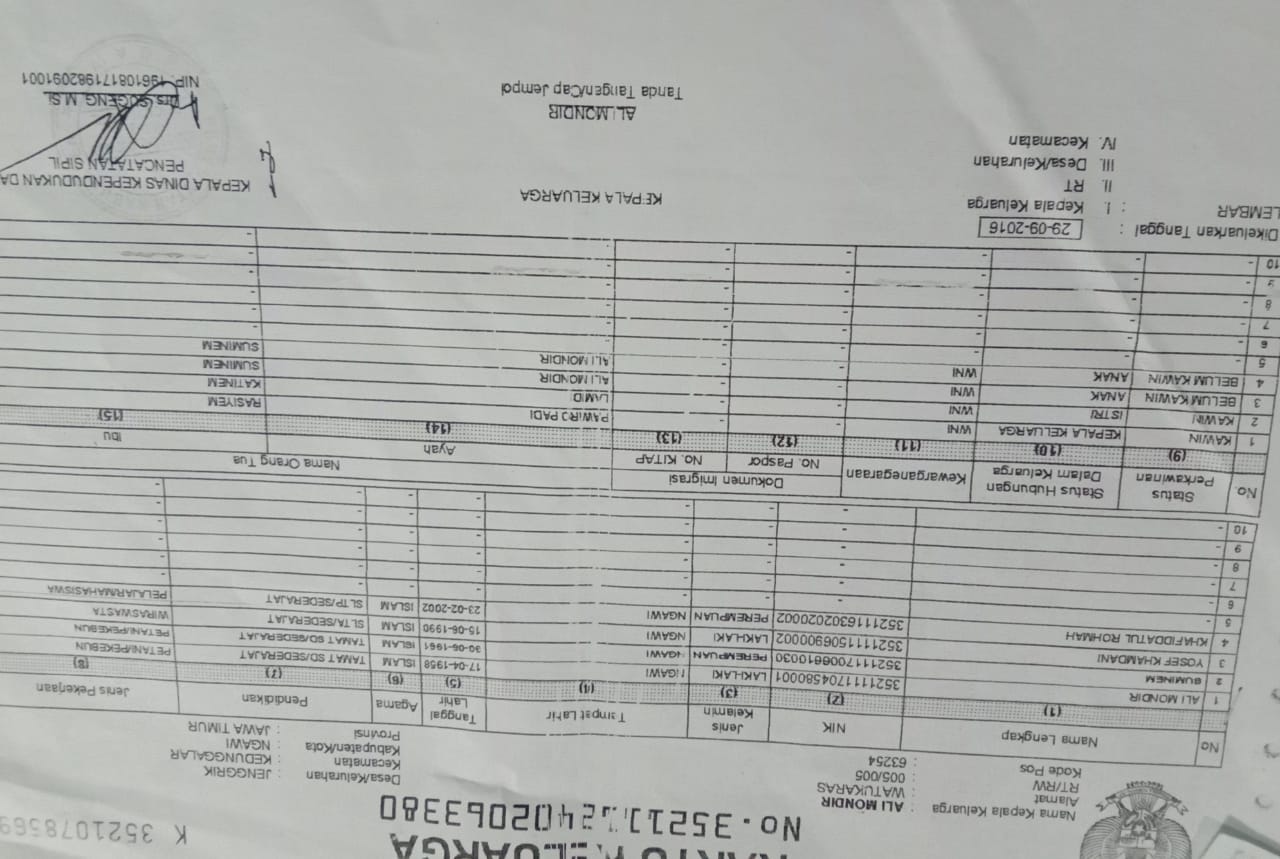 KARTU KELUARGA
No. 3521112402063380
K 3521078569
Nama Kepala Keluarga : ALI MONDIR
Alamat : WATUKARAS
RT/RW : 005/005
Kode Pos : 63254
Desa/Kelurahan : JENGGRIK
Kecamatan : KEDUNGGALAR
Kabupaten/Kota : NGAWI
Provinsi : JAWA TIMUR
No Nama Lengkap NIK Jenis Kelamin Tempat Lahir Tanggal Lahir Agama Pendidikan Jenis Pekerjaan
(1) (2) (3) (4) (5) (6) (7) (8)
1 ALI MONDIR 3521111704580001 LAKI-LAKI NGAWI 17-04-1958 ISLAM TAMAT SD/SEDERAJAT PETANI/PEKEBUN
2 SUMINEM 3521117006610030 PEREMPUAN NGAWI 30-06-1961 ISLAM TAMAT SD/SEDERAJAT PETANI/PEKEBUN
3 YOSEF KHAMDANI 3521111506900002 LAKI-LAKI NGAWI 15-06-1990 ISLAM SLTA/SEDERAJAT WIRASWASTA
4 KHAFIDDATUL ROHMAH 3521116302020002 PEREMPUAN NGAWI 23-02-2002 ISLAM SLTP/SEDERAJAT PELAJAR/MAHASISWA
5 - - - - - - - -
6 - - - - - - - -
7 - - - - - - - -
8 - - - - - - - -
9 - - - - - - - -
10 - - - - - - - -
No. Status Perkawinan Status Hubungan Dalam Keluarga Kewarganegaraan Dokumen Imigrasi Nama Orang Tua
No. Paspor No. KITAP Ayah Ibu
(9) (10) (11) (12) (13) (14) (15)
1 KAWIN KEPALA KELUARGA WNI - - PAWIRO PADI RASIYEM
2 KAWIN ISTRI WNI - - LAMID KATINEM
3 BELUM KAWIN ANAK WNI - - ALI MONDIR SUMINEM
4 BELUM KAWIN ANAK WNI - - ALI MONDIR SUMINEM
5 - - - - - - -
6 - - - - - - -
7 - - - - - - -
8 - - - - - - -
9 - - - - - - -
10 - - - - - - -
Dikeluarkan Tanggal : 29-09-2016
LEMBAR : I. Kepala Keluarga
II. RT
III. Desa/Kelurahan
IV. Kecamatan
KEPALA KELUARGA
ALI MONDIR
Tanda Tangan/Cap Jempol
KEPALA DINAS KEPENDUDUKAN DA
PENCATATAN SIPIL
Drs. SUGENG, M.Si.
NIP. 196108171982091001